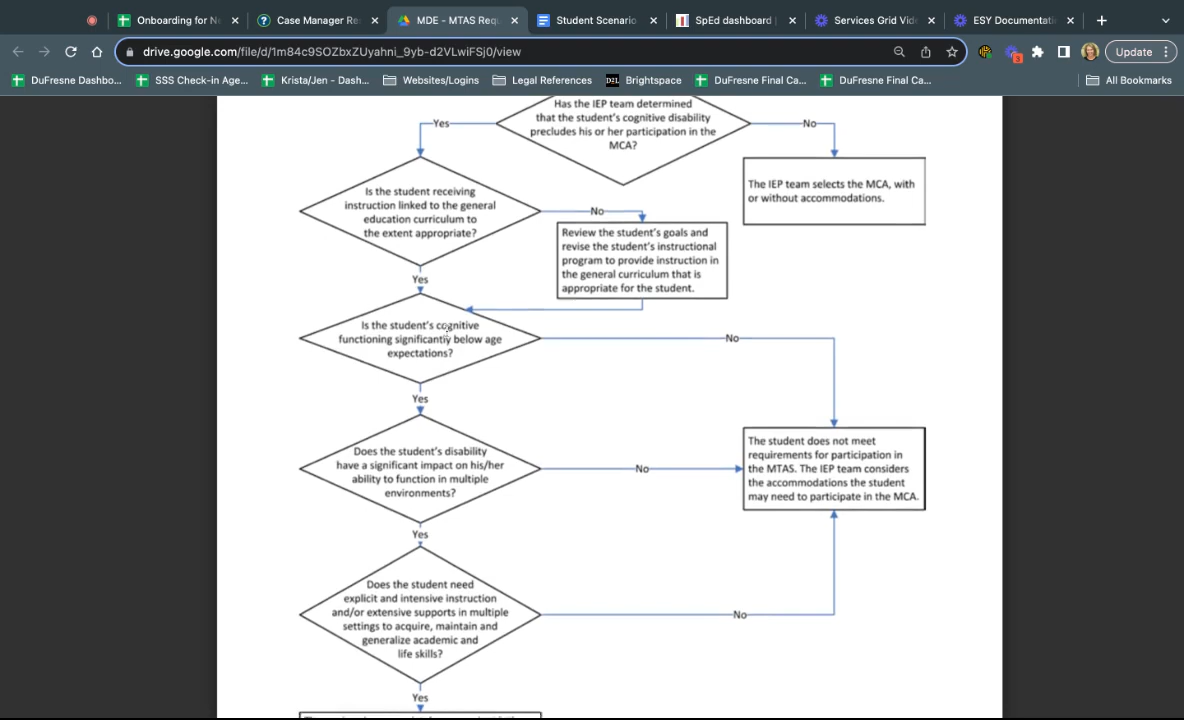 Onboarding for Ne
Case Manager Re
MDE - MTAS Requ
Student Scenario
SpEd dashboard
Services Grid Vide
ESY Documentati
drive.google.com/file/d/1m84c9SOZbxZUyahni_9yb-d2VLwiFSj0/view
3
Update
DuFresne Dashbo...
SSS Check-in Age...
Krista/Jen - Dash...
Websites/Logins
Legal References
D2L
Brightspace
DuFresne Final Ca...
DuFresne Final Ca...
All Bookmarks
Has the IEP team determined
that the student's cognitive disability
precludes his or her participation in the
MCA?
Yes
No
The IEP team selects the MCA, with
or without accommodations.
Is the student receiving
instruction linked to the general
education curriculum to
the extent appropriate?
No
Review the student's goals and
revise the student's instructional
program to provide instruction in
the general curriculum that is
appropriate for the student.
Yes
Is the student's cognitive
functioning significantly below age
expectations?
No
Yes
Does the student's disability
have a significant impact on his/her
ability to function in multiple
environments?
No
The student does not meet
requirements for participation in
the MTAS. The IEP team considers
the accommodations the student
may need to participate in the MCA.
Yes
Does the student need
explicit and intensive instruction
and/or extensive supports in multiple
settings to acquire, maintain and
generalize academic and
life skills?
No
Yes